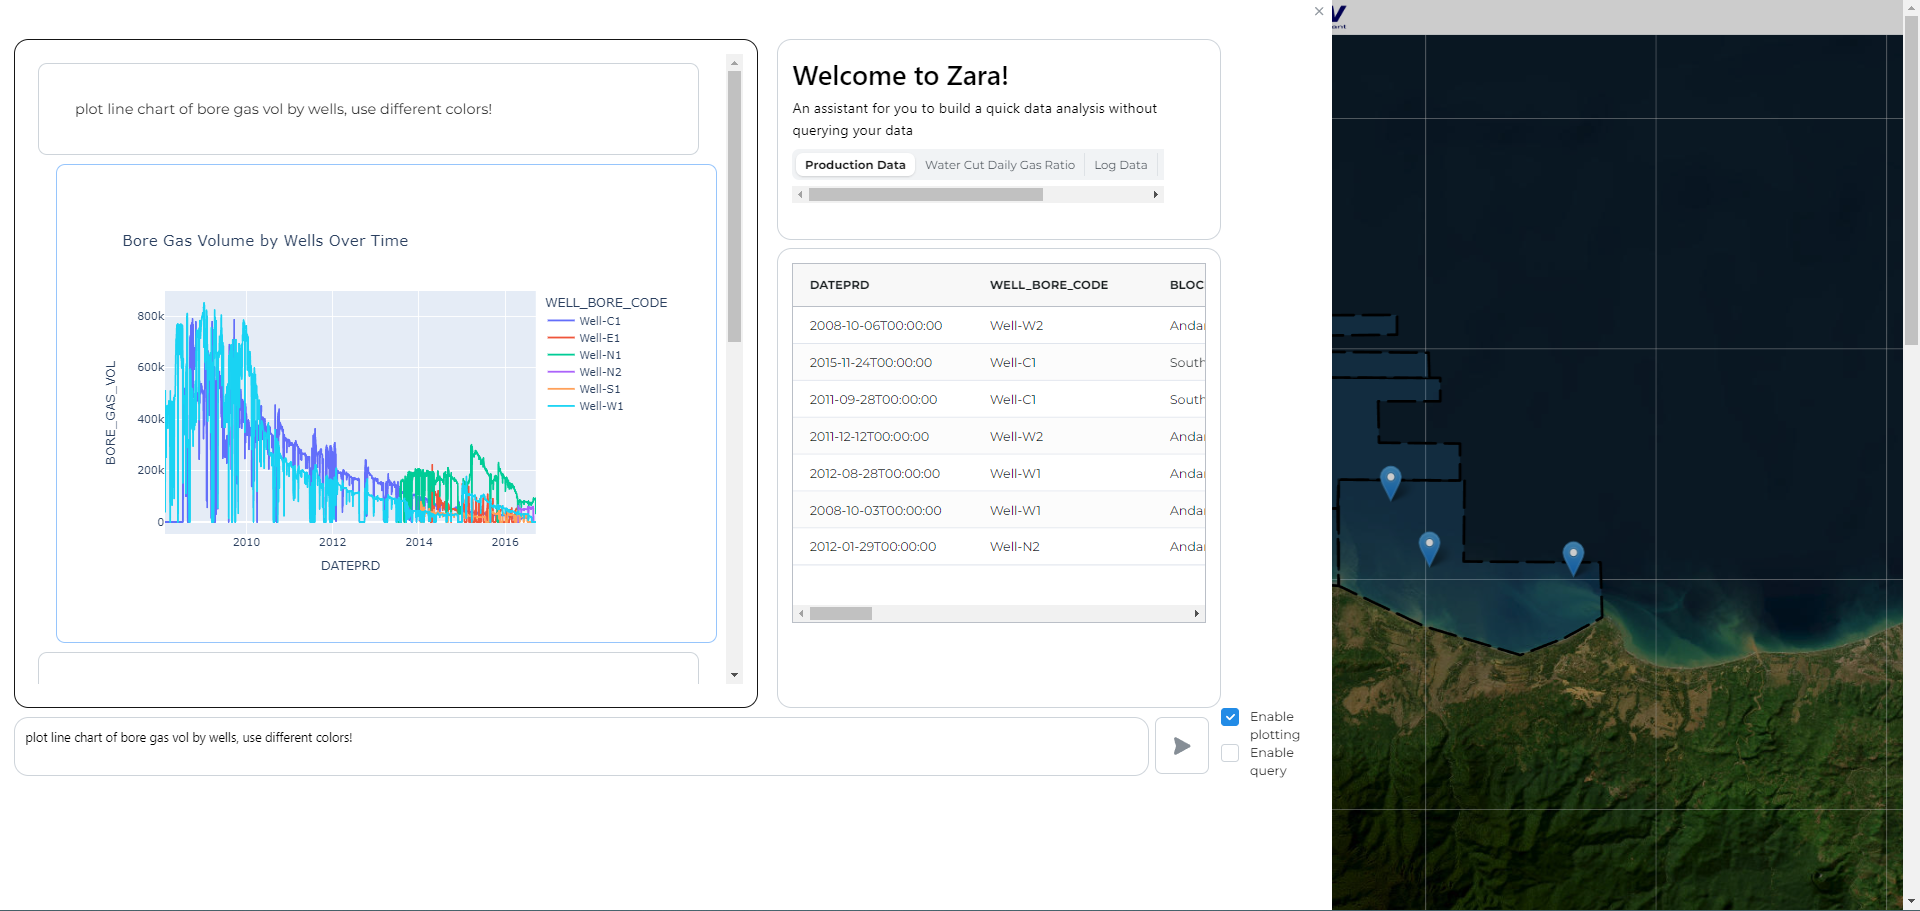 plot line chart of bore gas vol by wells, use different colors!
Bore Gas Volume by Wells Over Time
BORE_GAS_VOL
800k
600k
400k
200k
0
2010 2012 2014 2016
DATEPRD
WELL_BORE_CODE
Well-C1
Well-E1
Well-N1
Well-N2
Well-S1
Well-W1
plot line chart of bore gas vol by wells, use different colors!
Welcome to Zara!
An assistant for you to build a quick data analysis without
querying your data
Production Data Water Cut Daily Gas Ratio Log Data
DATEPRD WELL_BORE_CODE BLOC
2008-10-06T00:00:00 Well-W2 Andar
2015-11-24T00:00:00 Well-C1 South
2011-09-28T00:00:00 Well-C1 South
2011-12-12T00:00:00 Well-W2 Andar
2012-08-28T00:00:00 Well-W1 Andar
2008-10-03T00:00:00 Well-W1 Andar
2012-01-29T00:00:00 Well-N2 Andar
Enable
plotting
Enable
query